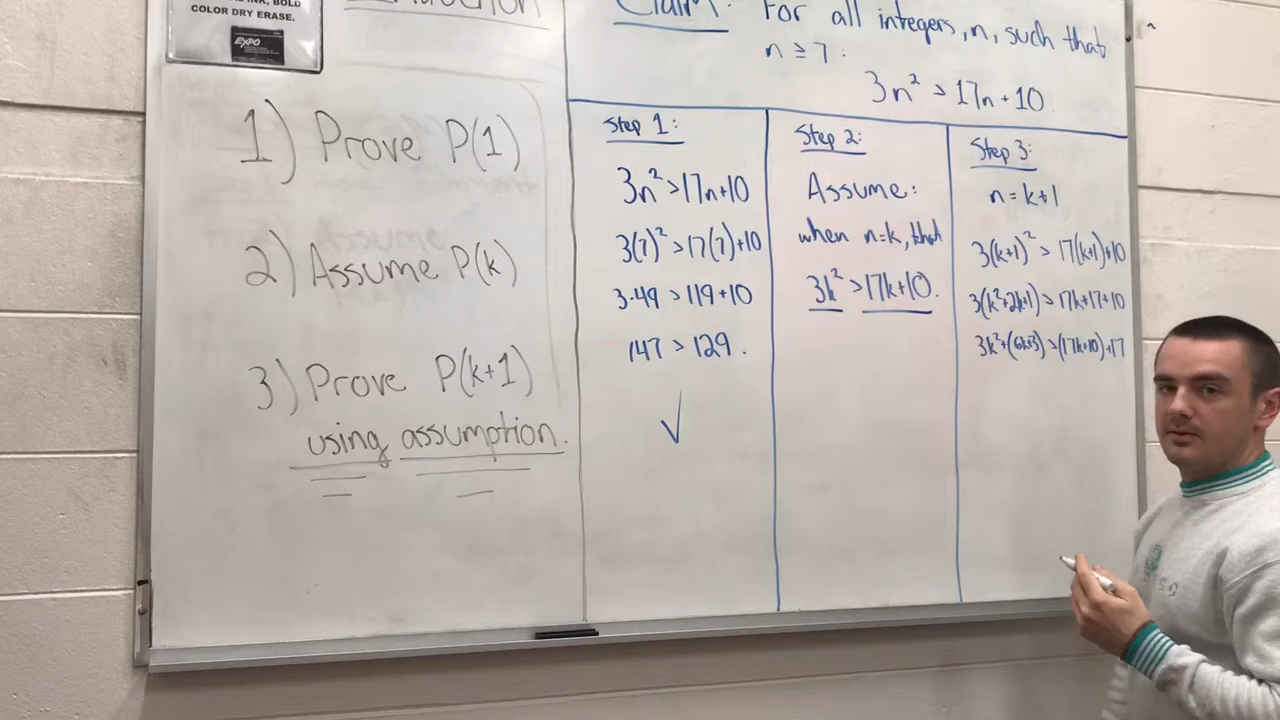 INK, BOLD
COLOR DRY ERASE.
EXPO
1) Prove P(1)
2) Assume P(k)
3) Prove P(k+1)
using assumption.
Claim: For all integers, n, such that
n ≥ 7:
3n² > 17n + 10
Step 1:
3n² > 17n+10
3(7)² > 17(7)+10
3·49 > 119+10
147 > 129.
✓
Step 2:
Assume:
when n=k, that
3k² > 17k+10.
Step 3:
n = k+1
3(k+1)² > 17(k+1)+10
3(k²+2k+1) > 17k+17+10
3k²+(6k+3) > (17k+10)+17